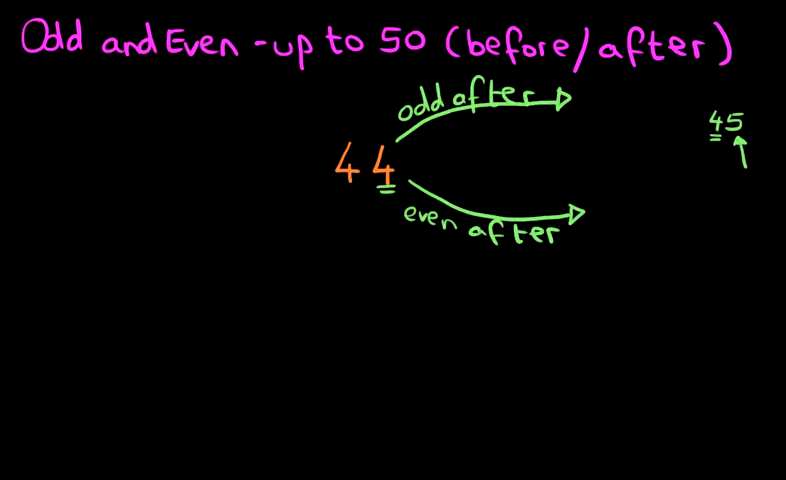 Odd and Even - up to 50 (before/after)
odd after
45
44
even after